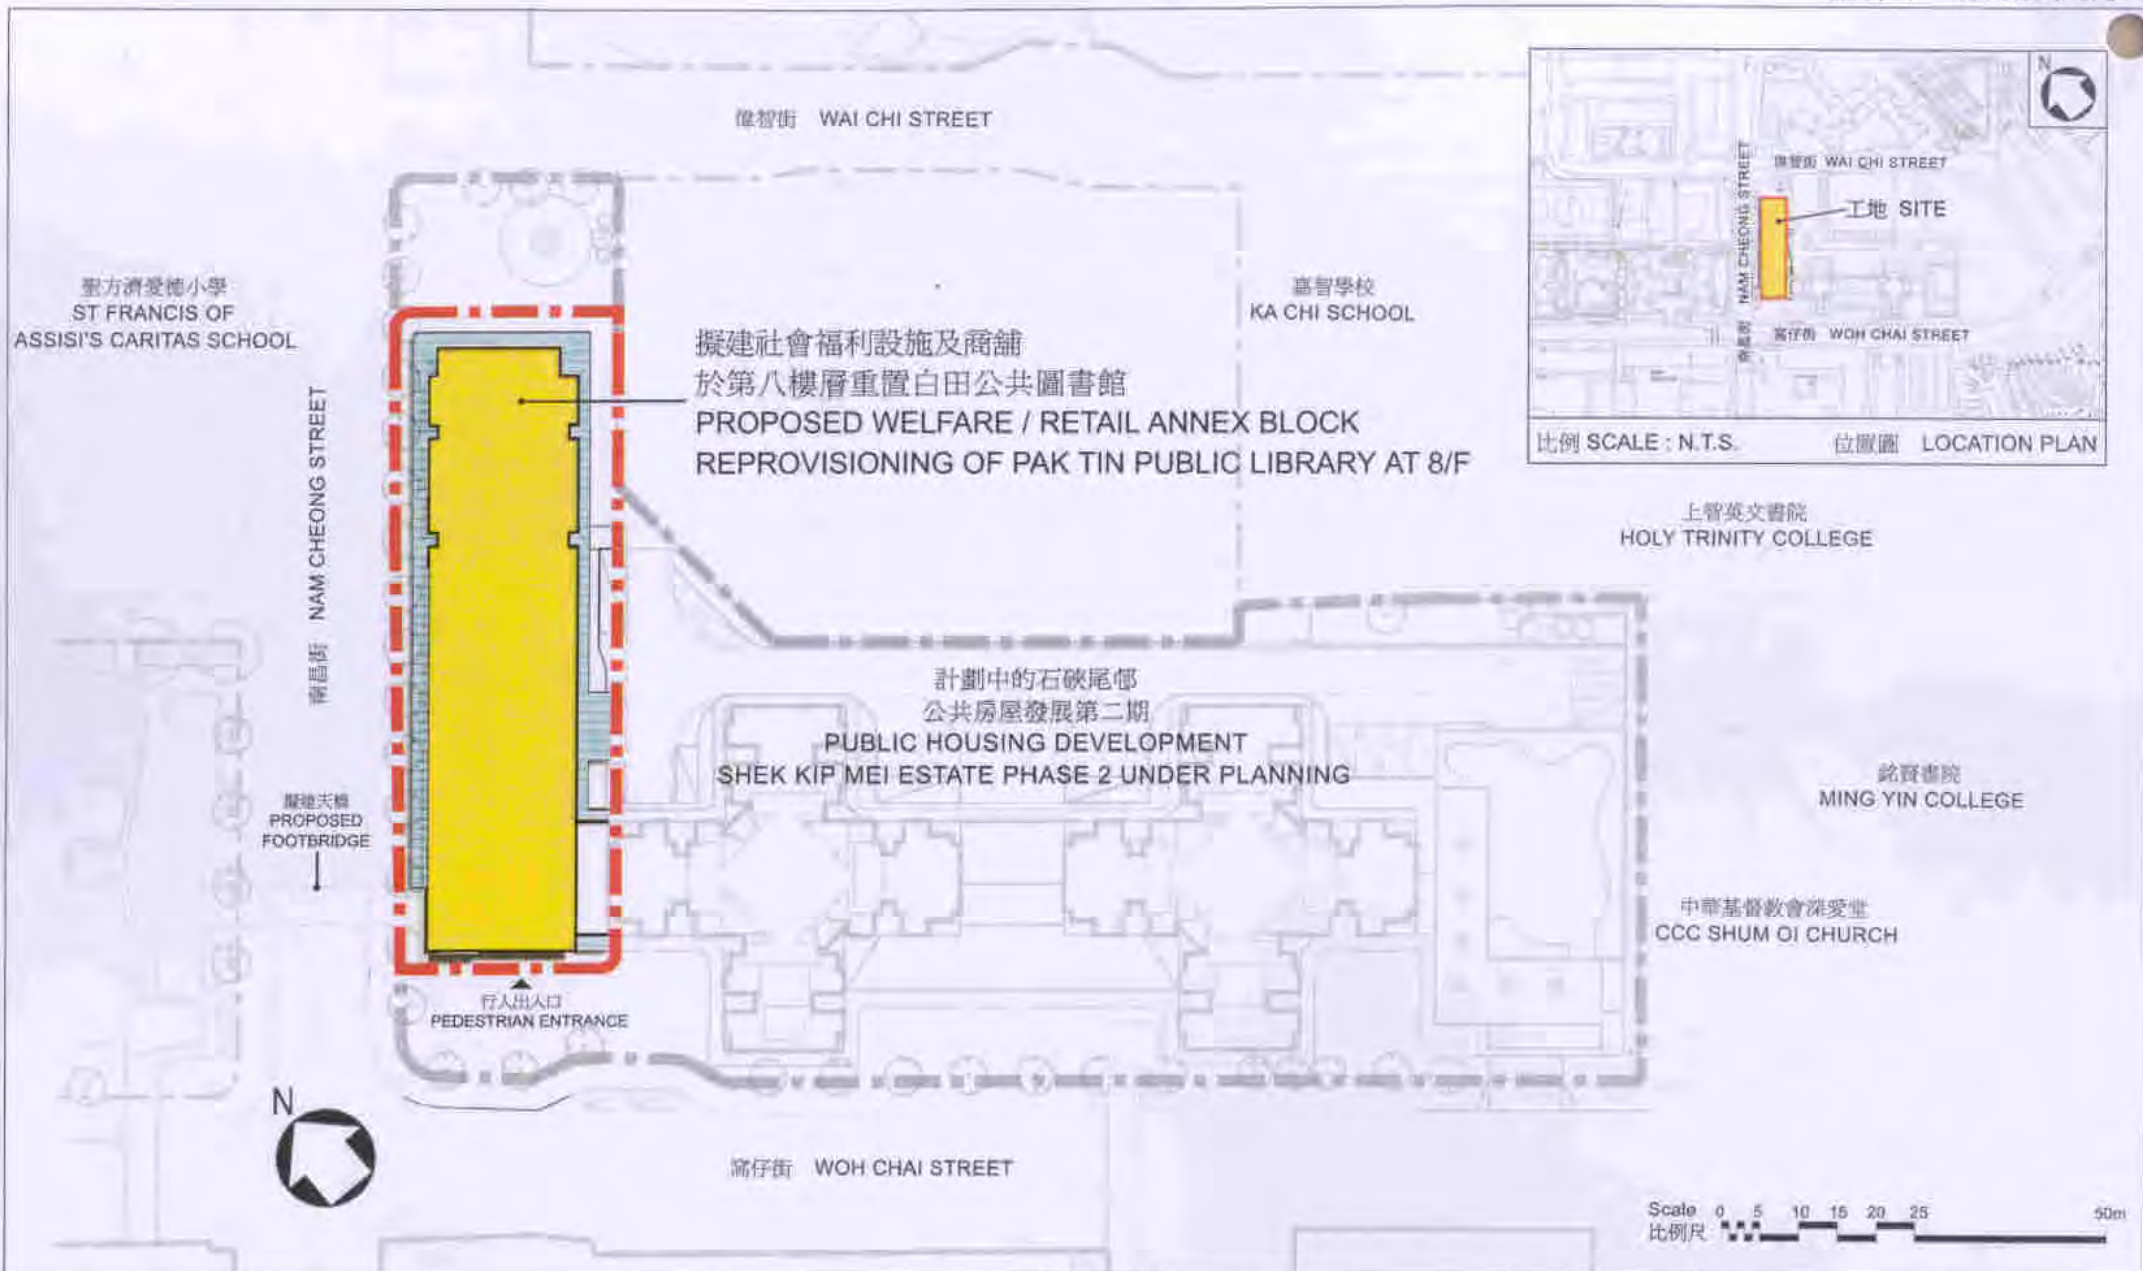 偉智街 WAI CHI STREET
聖方濟愛德小學
ST FRANCIS OF
ASSISI'S CARITAS SCHOOL
南昌街 NAM CHEONG STREET
擬建社會福利設施及商舖
於第八樓層重置白田公共圖書館
PROPOSED WELFARE / RETAIL ANNEX BLOCK
REPROVISIONING OF PAK TIN PUBLIC LIBRARY AT 8/F
嘉智學校
KA CHI SCHOOL
N
偉智街 WAI CHI STREET
南昌街 NAM CHEONG STREET
工地 SITE
窩仔街 WOH CHAI STREET
比例 SCALE : N.T.S.
位置圖 LOCATION PLAN
上智英文書院
HOLY TRINITY COLLEGE
計劃中的石硤尾邨
公共房屋發展第二期
PUBLIC HOUSING DEVELOPMENT
SHEK KIP MEI ESTATE PHASE 2 UNDER PLANNING
銘賢書院
MING YIN COLLEGE
擬建天橋
PROPOSED
FOOTBRIDGE
中華基督教會深愛堂
CCC SHUM OI CHURCH
行人出入口
PEDESTRIAN ENTRANCE
N
窩仔街 WOH CHAI STREET
Scale 0 5 10 15 20 25 50m
比例尺